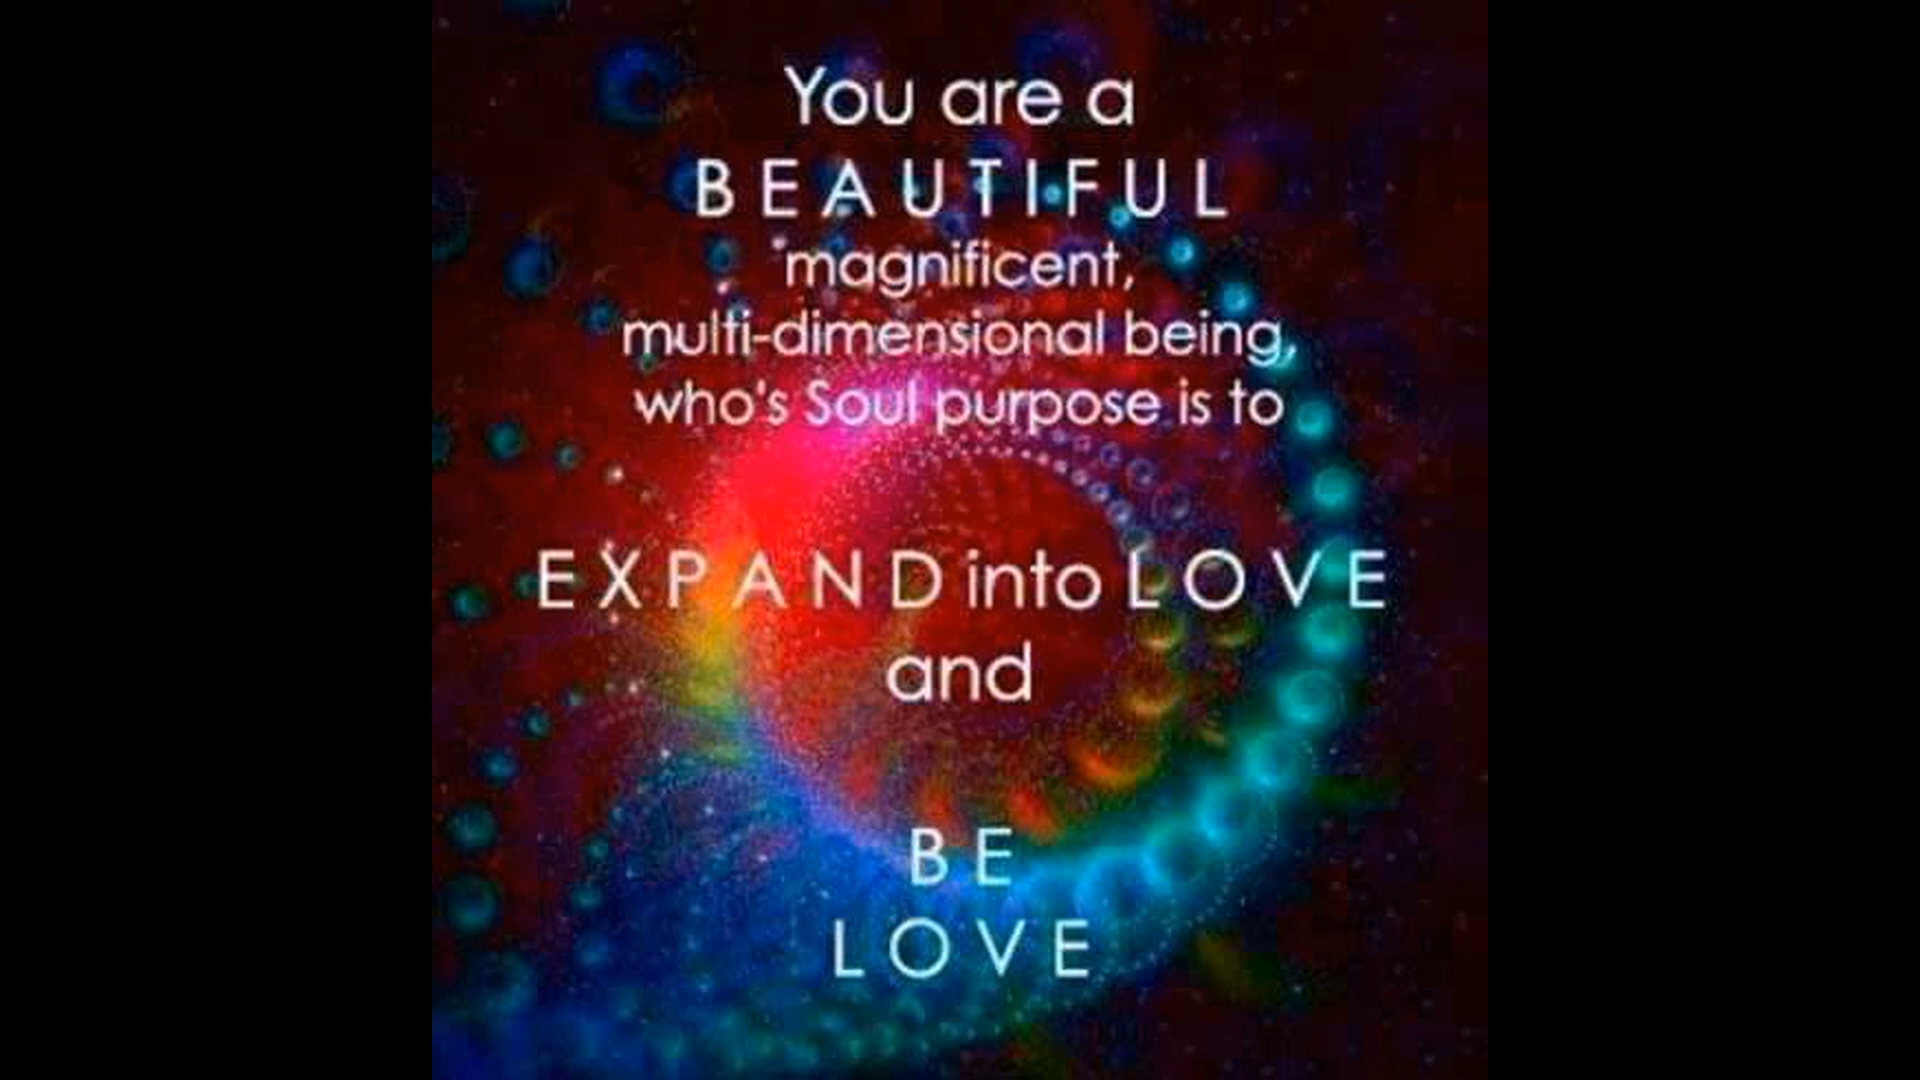 You are a
BEAUTIFUL
magnificent,
multi-dimensional being,
who's Soul purpose is to
EXPAND into LOVE
and
BE
LOVE